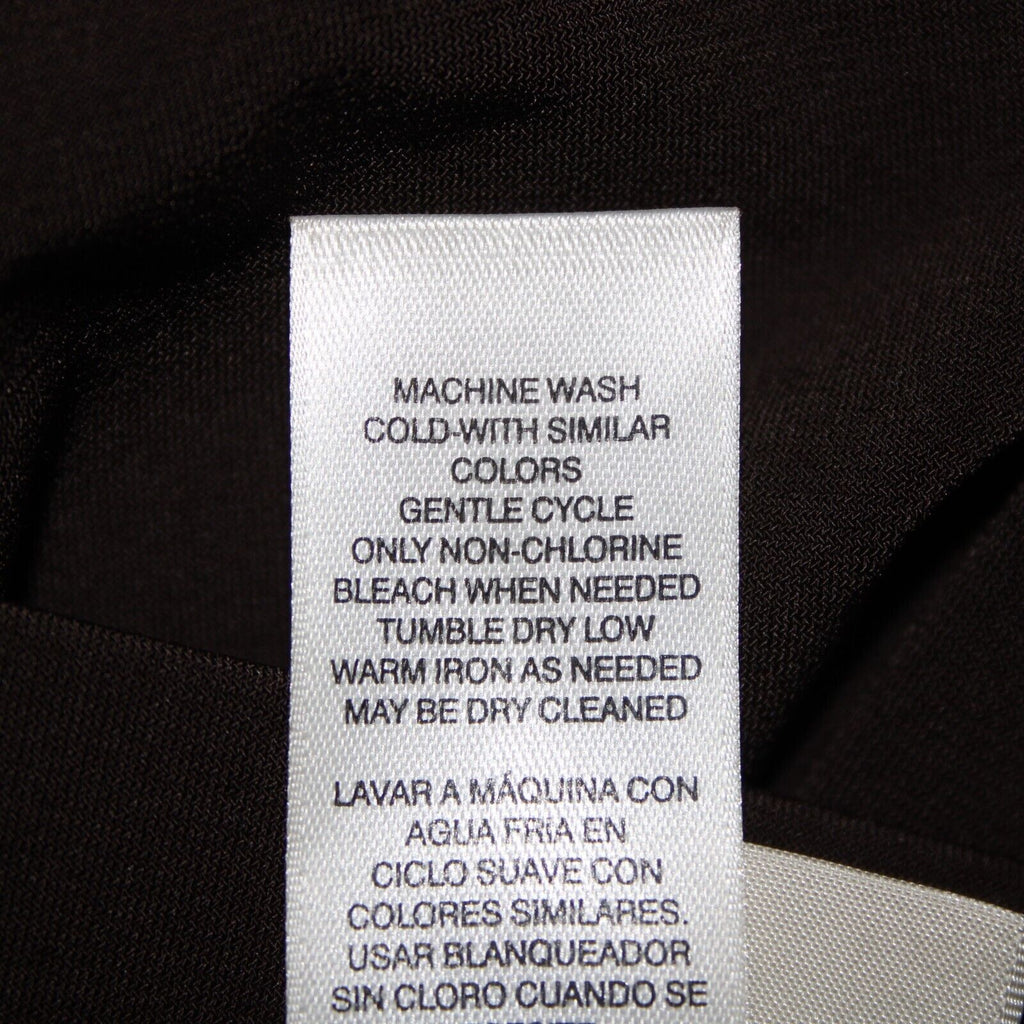 MACHINE WASH
COLD-WITH SIMILAR
COLORS
GENTLE CYCLE
ONLY NON-CHLORINE
BLEACH WHEN NEEDED
TUMBLE DRY LOW
WARM IRON AS NEEDED
MAY BE DRY CLEANED
LAVAR A MÁQUINA CON
AGUA FRIA EN
CICLO SUAVE CON
COLORES SIMILARES.
USAR BLANQUEADOR
SIN CLORO CUANDO SE